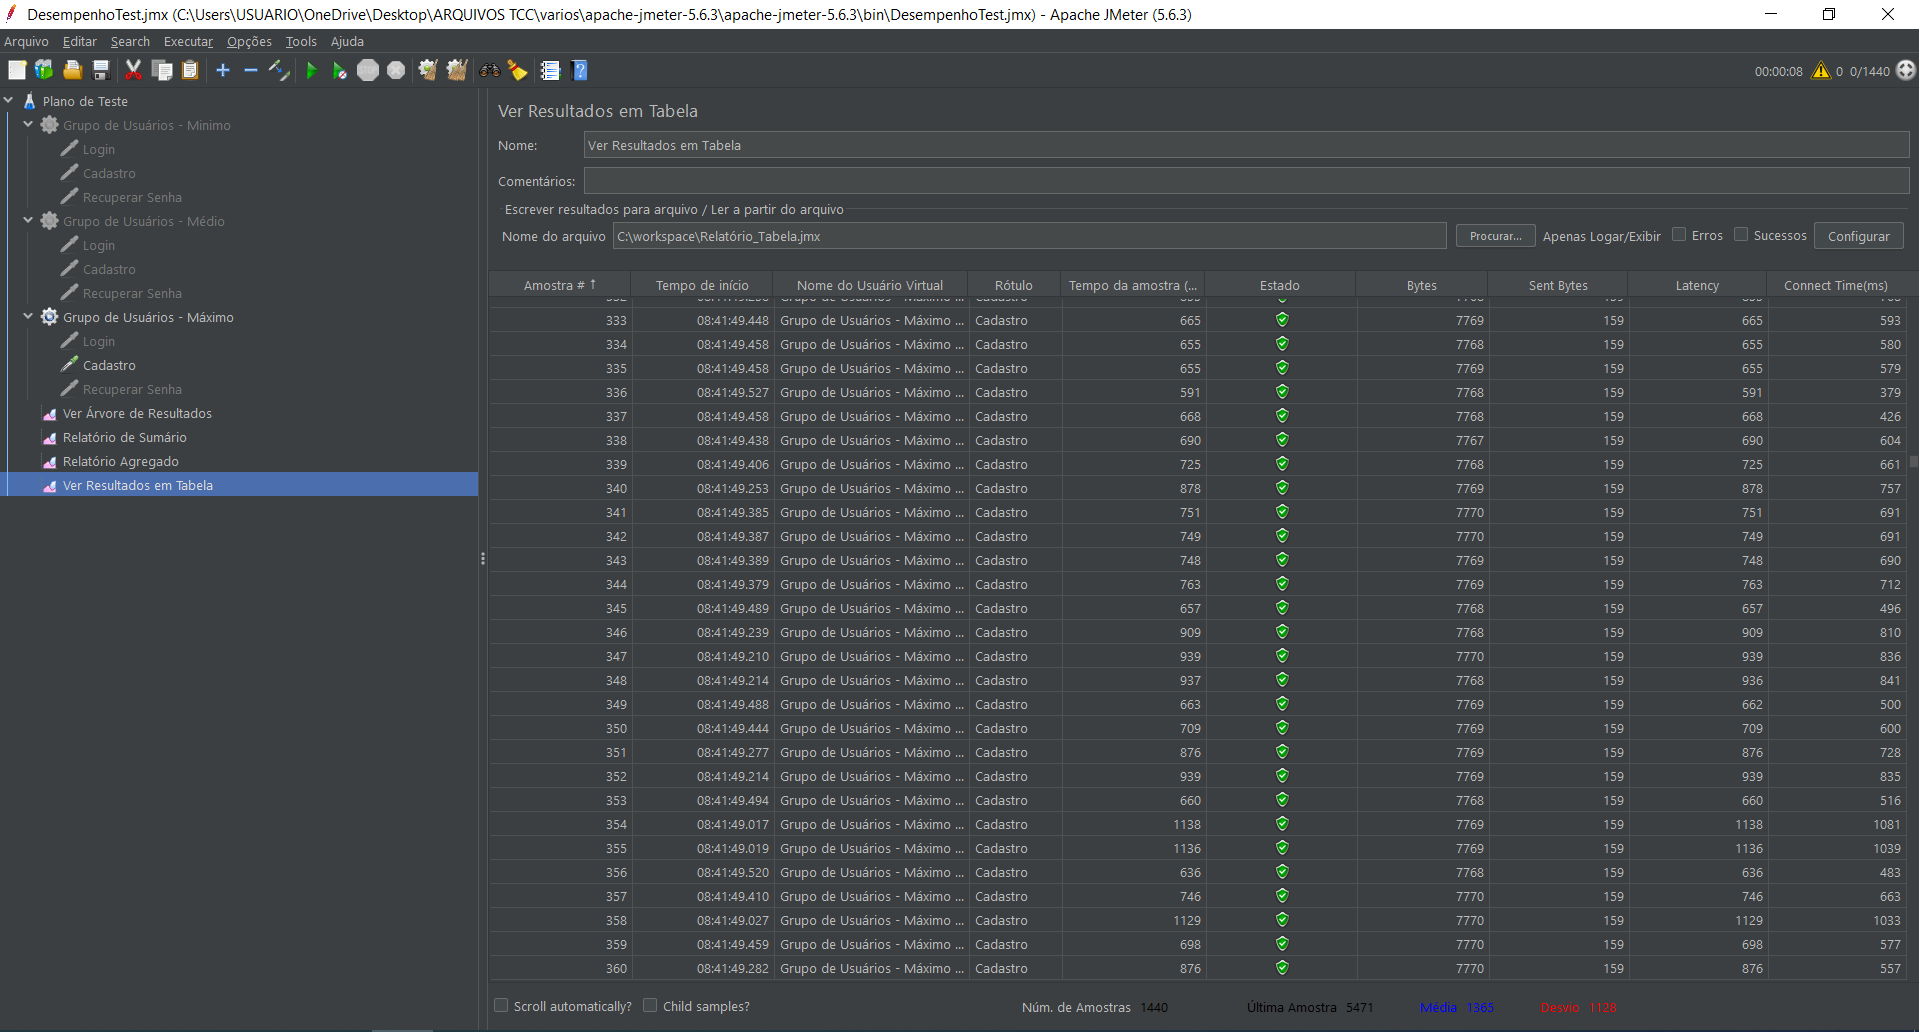 DesempenhoTest.jmx (C:\Users\USUARIO\OneDrive\Desktop\ARQUIVOS TCC\varios\apache-jmeter-5.6.3\apache-jmeter-5.6.3\bin\DesempenhoTest.jmx) - Apache JMeter (5.6.3)
Arquivo Editar Search Executar Opções Tools Ajuda
00:00:08 0 0/1440
Plano de Teste
Grupo de Usuários - Minimo
Login
Cadastro
Recuperar Senha
Grupo de Usuários - Médio
Login
Cadastro
Recuperar Senha
Grupo de Usuários - Máximo
Login
Cadastro
Recuperar Senha
Ver Árvore de Resultados
Relatório de Sumário
Relatório Agregado
Ver Resultados em Tabela
Ver Resultados em Tabela
Nome: Ver Resultados em Tabela
Comentários:
Escrever resultados para arquivo / Ler a partir do arquivo
Nome do arquivo C:\workspace\Relatório_Tabela.jmx Procurar... Apenas Logar/Exibir Erros Sucessos Configurar
Amostra # ↑ Tempo de início Nome do Usuário Virtual Rótulo Tempo da amostra (... Estado Bytes Sent Bytes Latency Connect Time(ms)
333 08:41:49.448 Grupo de Usuários - Máximo ... Cadastro 665 7769 159 665 593
334 08:41:49.458 Grupo de Usuários - Máximo ... Cadastro 655 7768 159 655 580
335 08:41:49.458 Grupo de Usuários - Máximo ... Cadastro 655 7769 159 655 579
336 08:41:49.527 Grupo de Usuários - Máximo ... Cadastro 591 7768 159 591 379
337 08:41:49.458 Grupo de Usuários - Máximo ... Cadastro 668 7768 159 668 426
338 08:41:49.438 Grupo de Usuários - Máximo ... Cadastro 690 7767 159 690 604
339 08:41:49.406 Grupo de Usuários - Máximo ... Cadastro 725 7768 159 725 661
340 08:41:49.253 Grupo de Usuários - Máximo ... Cadastro 878 7769 159 878 757
341 08:41:49.385 Grupo de Usuários - Máximo ... Cadastro 751 7770 159 751 691
342 08:41:49.387 Grupo de Usuários - Máximo ... Cadastro 749 7770 159 749 691
343 08:41:49.389 Grupo de Usuários - Máximo ... Cadastro 748 7769 159 748 690
344 08:41:49.379 Grupo de Usuários - Máximo ... Cadastro 763 7769 159 763 712
345 08:41:49.489 Grupo de Usuários - Máximo ... Cadastro 657 7768 159 657 496
346 08:41:49.239 Grupo de Usuários - Máximo ... Cadastro 909 7768 159 909 810
347 08:41:49.210 Grupo de Usuários - Máximo ... Cadastro 939 7770 159 939 836
348 08:41:49.214 Grupo de Usuários - Máximo ... Cadastro 937 7768 159 936 841
349 08:41:49.488 Grupo de Usuários - Máximo ... Cadastro 663 7769 159 662 500
350 08:41:49.444 Grupo de Usuários - Máximo ... Cadastro 709 7769 159 709 600
351 08:41:49.277 Grupo de Usuários - Máximo ... Cadastro 876 7769 159 876 728
352 08:41:49.214 Grupo de Usuários - Máximo ... Cadastro 939 7769 159 939 835
353 08:41:49.494 Grupo de Usuários - Máximo ... Cadastro 660 7768 159 660 516
354 08:41:49.017 Grupo de Usuários - Máximo ... Cadastro 1138 7769 159 1138 1081
355 08:41:49.019 Grupo de Usuários - Máximo ... Cadastro 1136 7769 159 1136 1039
356 08:41:49.520 Grupo de Usuários - Máximo ... Cadastro 636 7768 159 636 483
357 08:41:49.410 Grupo de Usuários - Máximo ... Cadastro 746 7770 159 746 663
358 08:41:49.027 Grupo de Usuários - Máximo ... Cadastro 1129 7770 159 1129 1033
359 08:41:49.459 Grupo de Usuários - Máximo ... Cadastro 698 7770 159 698 577
360 08:41:49.282 Grupo de Usuários - Máximo ... Cadastro 876 7770 159 876 557
Scroll automatically? Child samples? Núm. de Amostras 1440 Última Amostra 5471 Média 1365 Desvio 1128